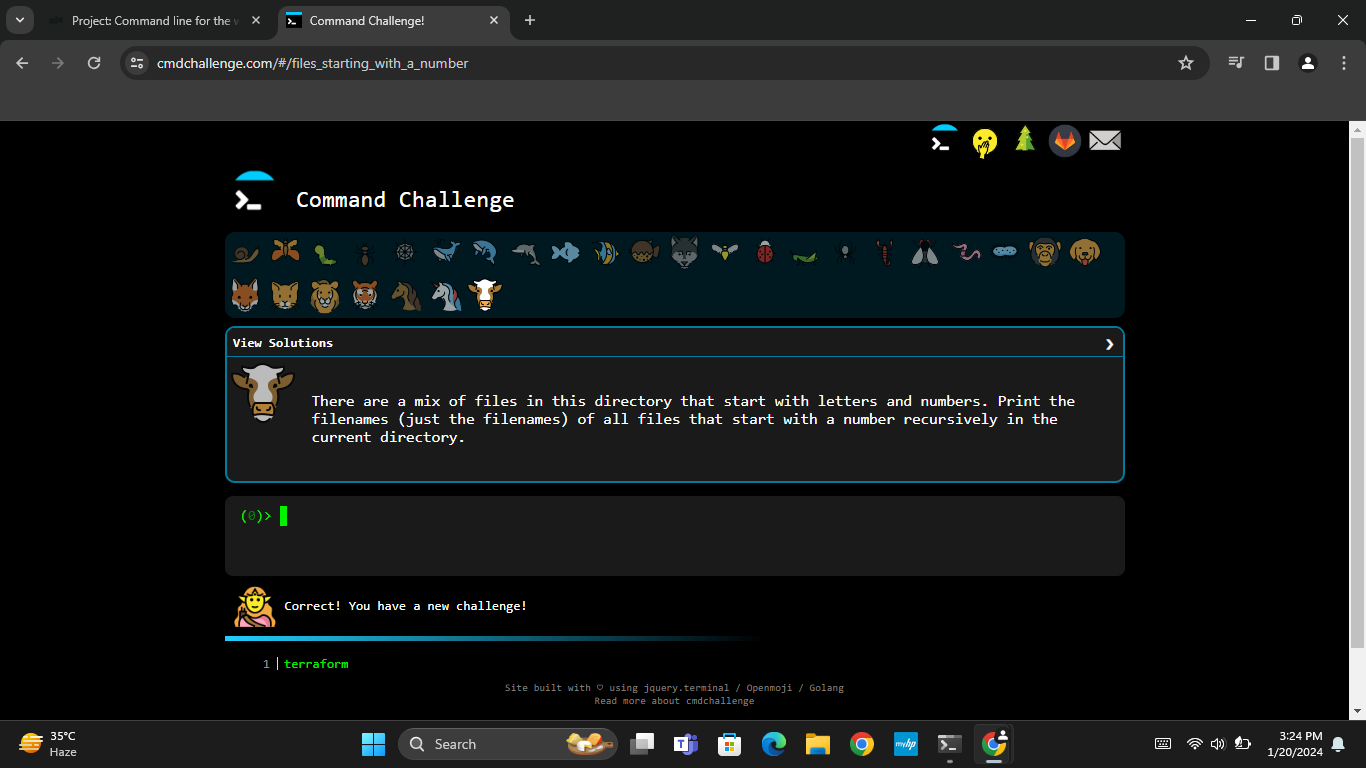 Project: Command line for the w
Command Challenge!
cmdchallenge.com/#/files_starting_with_a_number
Command Challenge
View Solutions
There are a mix of files in this directory that start with letters and numbers. Print the
filenames (just the filenames) of all files that start with a number recursively in the
current directory.
(0)>
Correct! You have a new challenge!
1 terraform
Site built with ♡ using jquery.terminal / Openmoji / Golang
Read more about cmdchallenge
35°C
Haze
Search
myhp
3:24 PM
1/20/2024